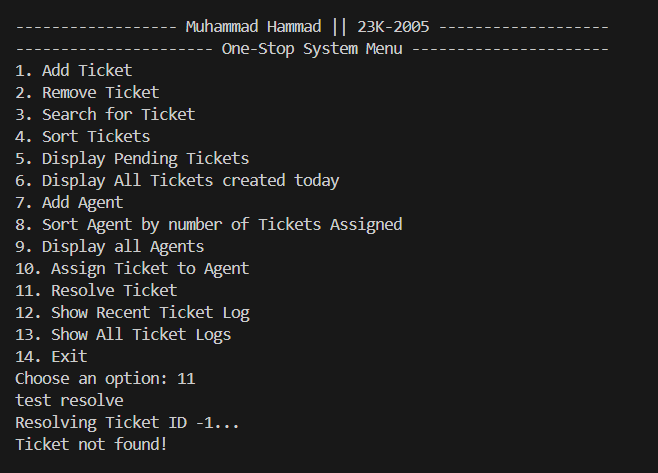 ------------------ Muhammad Hammad || 23K-2005 -------------------
---------------------- One-Stop System Menu ----------------------
1. Add Ticket
2. Remove Ticket
3. Search for Ticket
4. Sort Tickets
5. Display Pending Tickets
6. Display All Tickets created today
7. Add Agent
8. Sort Agent by number of Tickets Assigned
9. Display all Agents
10. Assign Ticket to Agent
11. Resolve Ticket
12. Show Recent Ticket Log
13. Show All Ticket Logs
14. Exit
Choose an option: 11
test resolve
Resolving Ticket ID -1...
Ticket not found!